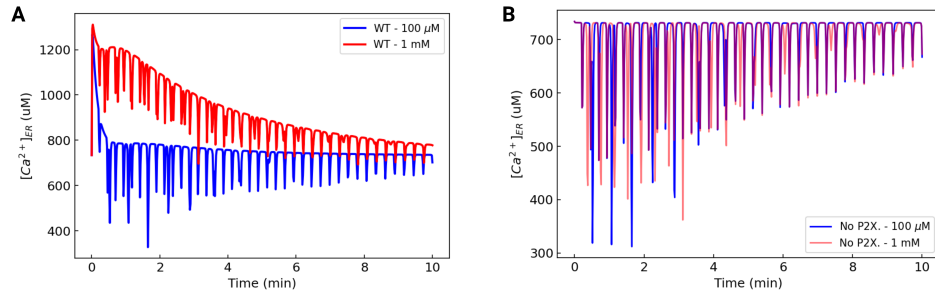 A
1200
1000
800
600
400
[Ca²⁺]ER (uM)
0
2
4
6
8
10
Time (min)
WT - 100 μM
WT - 1 mM
B
700
600
500
400
300
[Ca²⁺]ER (uM)
0
2
4
6
8
10
Time (min)
No P2X. - 100 μM
No P2X. - 1 mM